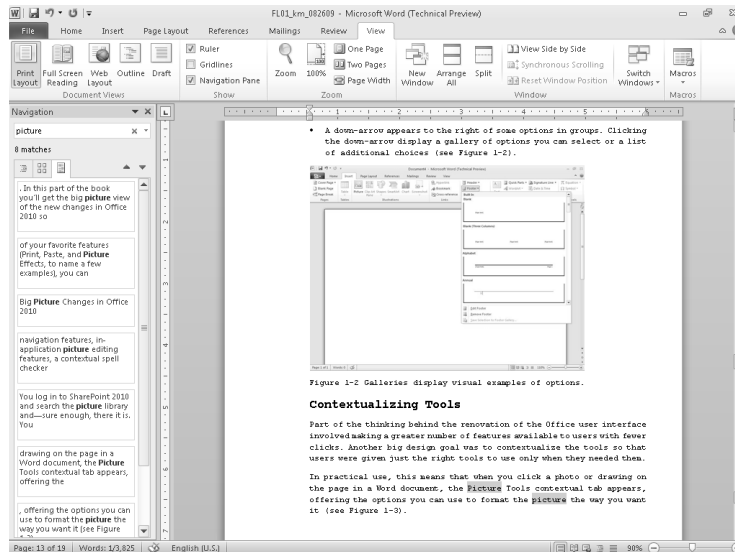 FL01_km_082609 - Microsoft Word (Technical Preview)
File Home Insert Page Layout References Mailings Review View
Print Layout
Full Screen Reading
Web Layout
Outline
Draft
Document Views
Ruler
Gridlines
Navigation Pane
Show
Zoom
100%
One Page
Two Pages
Page Width
Zoom
New Window
Arrange All
Split
View Side by Side
Synchronous Scrolling
Reset Window Position
Window
Switch Windows
Macros
Macros
Navigation
picture
8 matches
. In this part of the book
you'll get the big picture view
of the new changes in Office
2010 so
of your favorite features
(Print, Paste, and Picture
Effects, to name a few
examples), you can
Big Picture Changes in Office
2010
navigation features, in-
application picture editing
features, a contextual spell
checker
You log in to SharePoint 2010
and search the picture library
and—sure enough, there it is.
You
drawing on the page in a
Word document, the Picture
Tools contextual tab appears,
offering the
, offering the options you can
use to format the picture the
way you want it (see Figure
• A down-arrow appears to the right of some options in groups. Clicking
the down-arrow display a gallery of options you can select or a list
of additional choices (see Figure 1-2).
Figure 1-2 Galleries display visual examples of options.
Contextualizing Tools
Part of the thinking behind the renovation of the Office user interface
involved making a greater number of features available to users with fewer
clicks. Another big design goal was to contextualize the tools so that
users were given just the right tools to use only when they needed them.
In practical use, this means that when you click a photo or drawing on
the page in a Word document, the Picture Tools contextual tab appears,
offering the options you can use to format the picture the way you want
it (see Figure 1-3).
Page: 13 of 19 Words: 1/3,825 English (U.S.) 90%